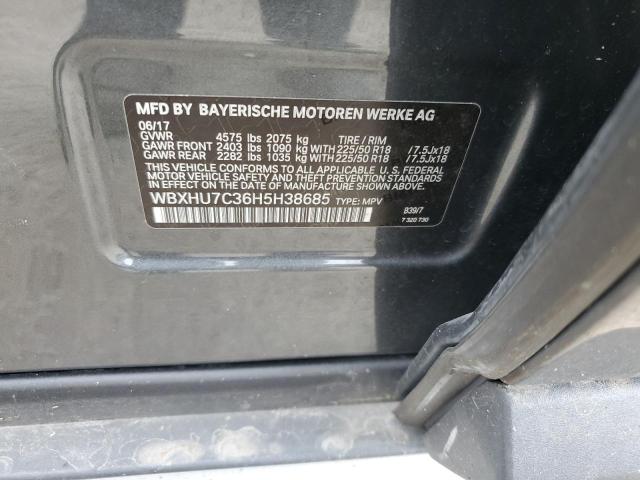 MFD BY BAYERISCHE MOTOREN WERKE AG
06/17
GVWR 4575 lbs 2075 kg TIRE / RIM
GAWR FRONT 2403 lbs 1090 kg WITH 225/50 R18 /7.5Jx18
GAWR REAR 2282 lbs 1035 kg WITH 225/50 R18 /7.5Jx18
THIS VEHICLE CONFORMS TO ALL APPLICABLE U. S. FEDERAL
MOTOR VEHICLE SAFETY STANDARDS IN EFFECT
ON THE DATE OF MANUFACTURE SHOWN ABOVE.
WBXHU7C36H5H38685 TYPE: MPV B39/7
7 320 730